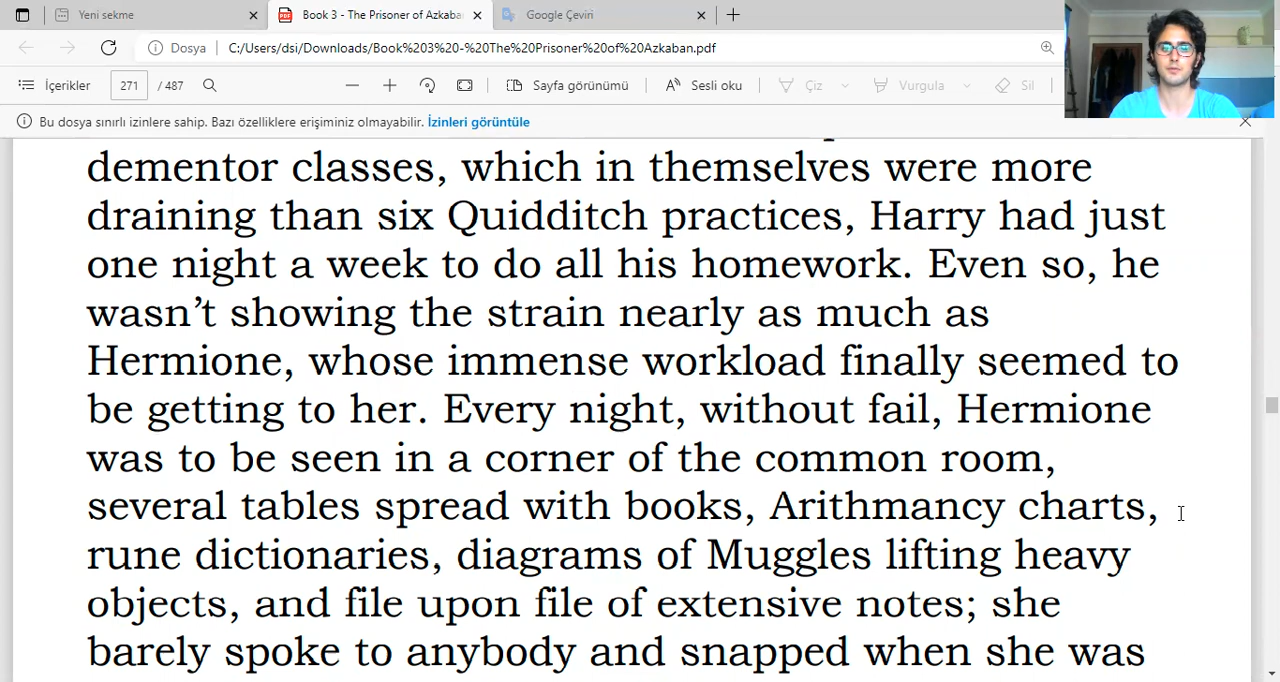 Yeni sekme
Book 3 - The Prisoner of Azkaba
Google Çeviri
Dosya
C:/Users/dsi/Downloads/Book%203%20-%20The%20Prisoner%20of%20Azkaban.pdf
İçerikler
271
/ 487
Sayfa görünümü
Sesli oku
Çiz
Vurgula
Sil
Bu dosya sınırlı izinlere sahip. Bazı özelliklere erişiminiz olmayabilir. İzinleri görüntüle
dementor classes, which in themselves were more
draining than six Quidditch practices, Harry had just
one night a week to do all his homework. Even so, he
wasn't showing the strain nearly as much as
Hermione, whose immense workload finally seemed to
be getting to her. Every night, without fail, Hermione
was to be seen in a corner of the common room,
several tables spread with books, Arithmancy charts,
rune dictionaries, diagrams of Muggles lifting heavy
objects, and file upon file of extensive notes; she
barely spoke to anybody and snapped when she was